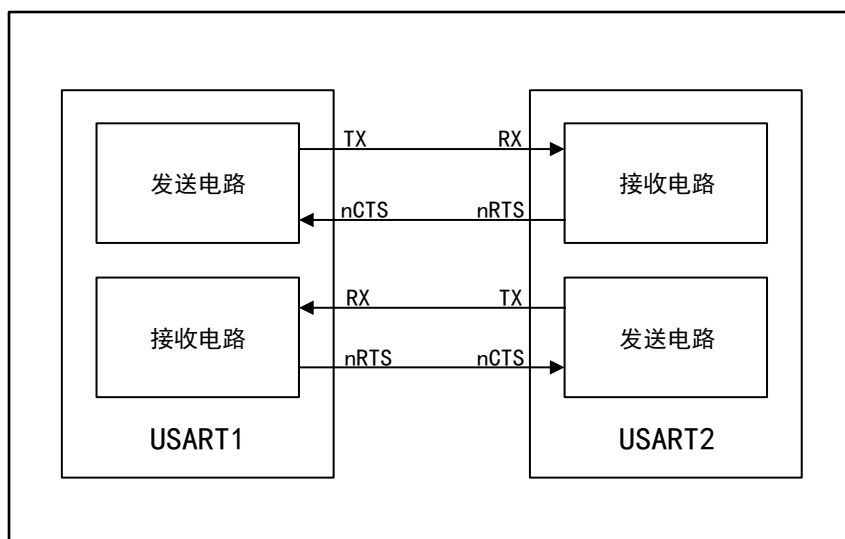 TX RX
发送电路 接收电路
nCTS nRTS
RX TX
接收电路 发送电路
nRTS nCTS
USART1 USART2